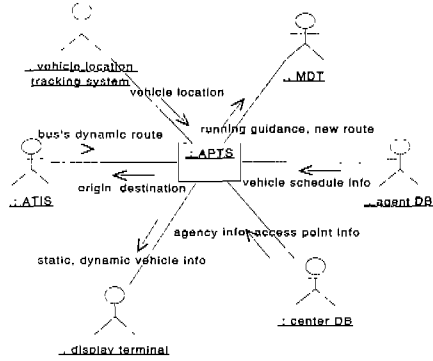 : vehicle location
tracking system
vehicle location
: MDT
bus's dynamic route
running guidance, new route
: APTS
: ATIS
origin destination
vehicle schedule info
: agent DB
agency info, access point info
static, dynamic vehicle info
: center DB
: display terminal